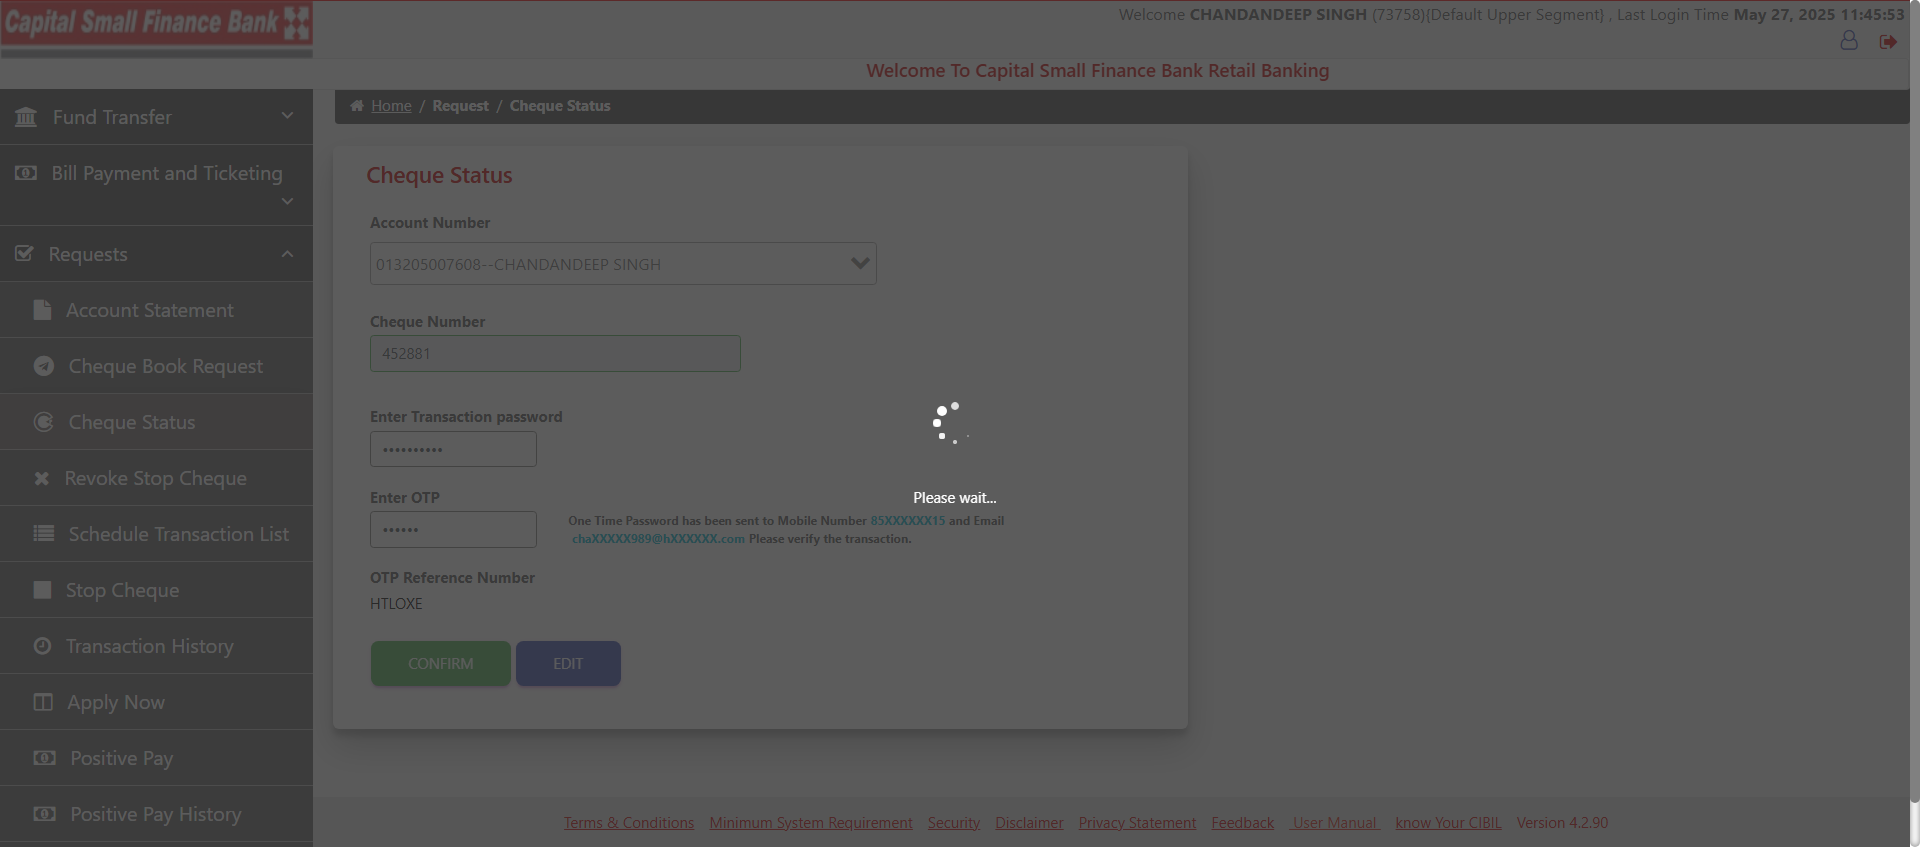 Capital Small Finance Bank
Welcome CHANDANDEEP SINGH (73758){Default Upper Segment} , Last Login Time May 27, 2025 11:45:53
Welcome To Capital Small Finance Bank Retail Banking
Home / Request / Cheque Status
Fund Transfer
Bill Payment and Ticketing
Requests
Account Statement
Cheque Book Request
Cheque Status
Revoke Stop Cheque
Schedule Transaction List
Stop Cheque
Transaction History
Apply Now
Positive Pay
Positive Pay History
Cheque Status
Account Number
013205007608--CHANDANDEEP SINGH
Cheque Number
452881
Enter Transaction password
••••••••••
Enter OTP
••••••
One Time Password has been sent to Mobile Number 85XXXXXX15 and Email
chaXXXXX989@hXXXXXX.com Please verify the transaction.
OTP Reference Number
HTLOXE
CONFIRM EDIT
Please wait...
Terms & Conditions Minimum System Requirement Security Disclaimer Privacy Statement Feedback User Manual know Your CIBIL Version 4.2.90